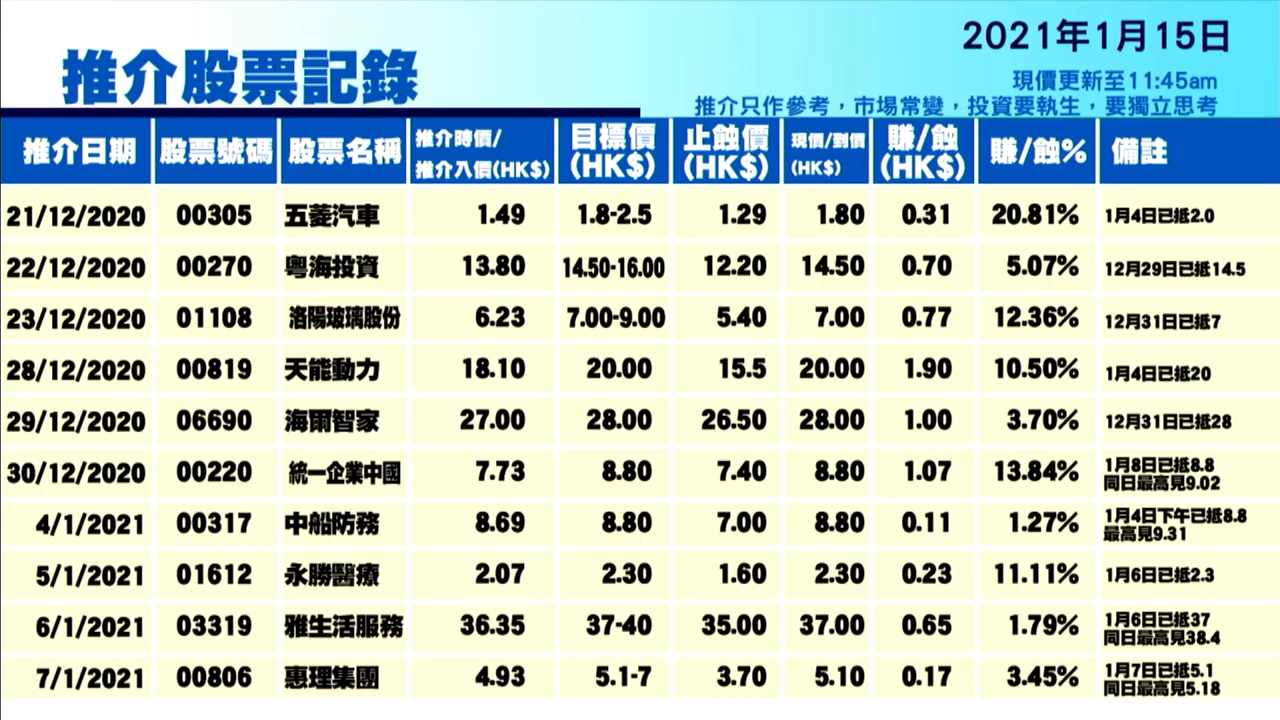 推介股票記錄
2021年1月15日
現價更新至11:45am
推介只作參考，市場常變，投資要執生，要獨立思考
推介日期 股票號碼 股票名稱 推介時價/推介入價(HK$) 目標價(HK$) 止蝕價(HK$) 現價/到價(HK$) 賺/蝕(HK$) 賺/蝕% 備註
21/12/2020 00305 五菱汽車 1.49 1.8-2.5 1.29 1.80 0.31 20.81% 1月4日已抵2.0
22/12/2020 00270 粵海投資 13.80 14.50-16.00 12.20 14.50 0.70 5.07% 12月29日已抵14.5
23/12/2020 01108 洛陽玻璃股份 6.23 7.00-9.00 5.40 7.00 0.77 12.36% 12月31日已抵7
28/12/2020 00819 天能動力 18.10 20.00 15.5 20.00 1.90 10.50% 1月4日已抵20
29/12/2020 06690 海爾智家 27.00 28.00 26.50 28.00 1.00 3.70% 12月31日已抵28
30/12/2020 00220 統一企業中國 7.73 8.80 7.40 8.80 1.07 13.84% 1月8日已抵8.8
同日最高見9.02
4/1/2021 00317 中船防務 8.69 8.80 7.00 8.80 0.11 1.27% 1月4日下午已抵8.8
最高見9.31
5/1/2021 01612 永勝醫療 2.07 2.30 1.60 2.30 0.23 11.11% 1月6日已抵2.3
6/1/2021 03319 雅生活服務 36.35 37-40 35.00 37.00 0.65 1.79% 1月6日已抵37
同日最高見38.4
7/1/2021 00806 惠理集團 4.93 5.1-7 3.70 5.10 0.17 3.45% 1月7日已抵5.1
同日最高見5.18